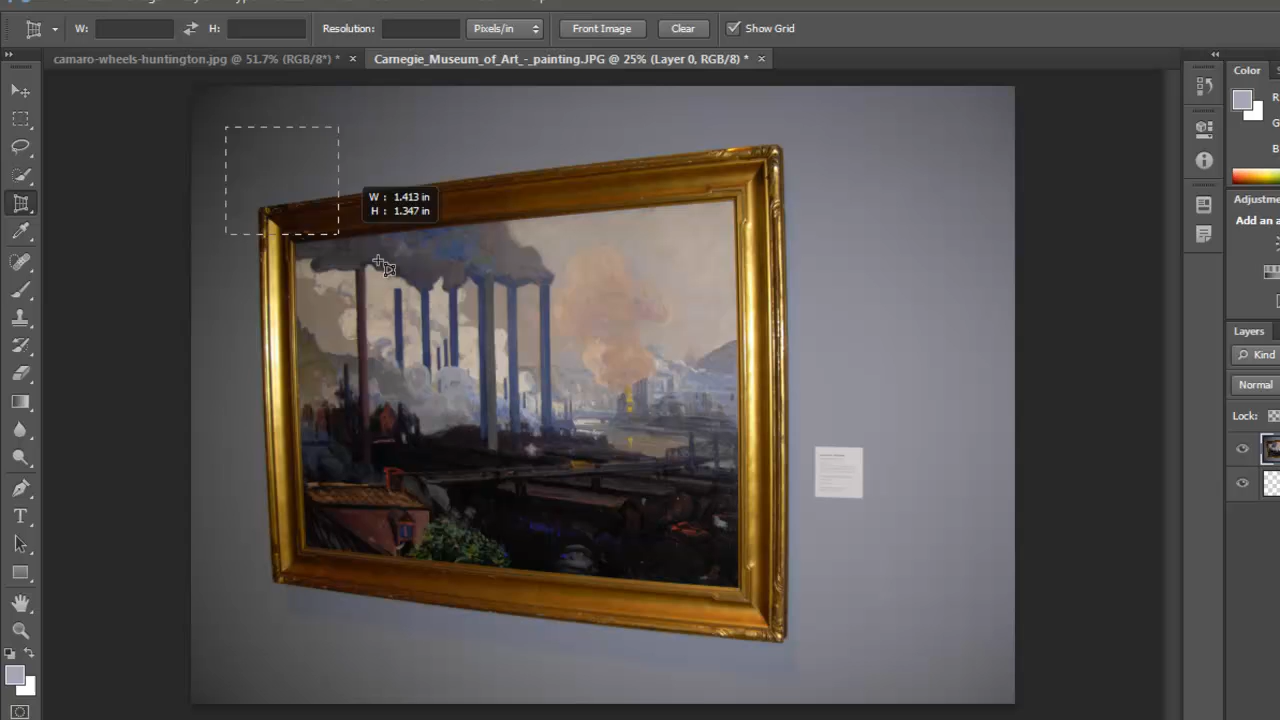 W: H: Resolution: Pixels/in Front Image Clear Show Grid
camaro-wheels-huntington.jpg @ 51.7% (RGB/8*) * × Carnegie_Museum_of_Art_-_painting.JPG @ 25% (Layer 0, RGB/8) * ×
Color
R
G
B
W : 1.413 in
H : 1.347 in
Adjustme
Add an a
Layers
Kind
Normal
Lock:
T